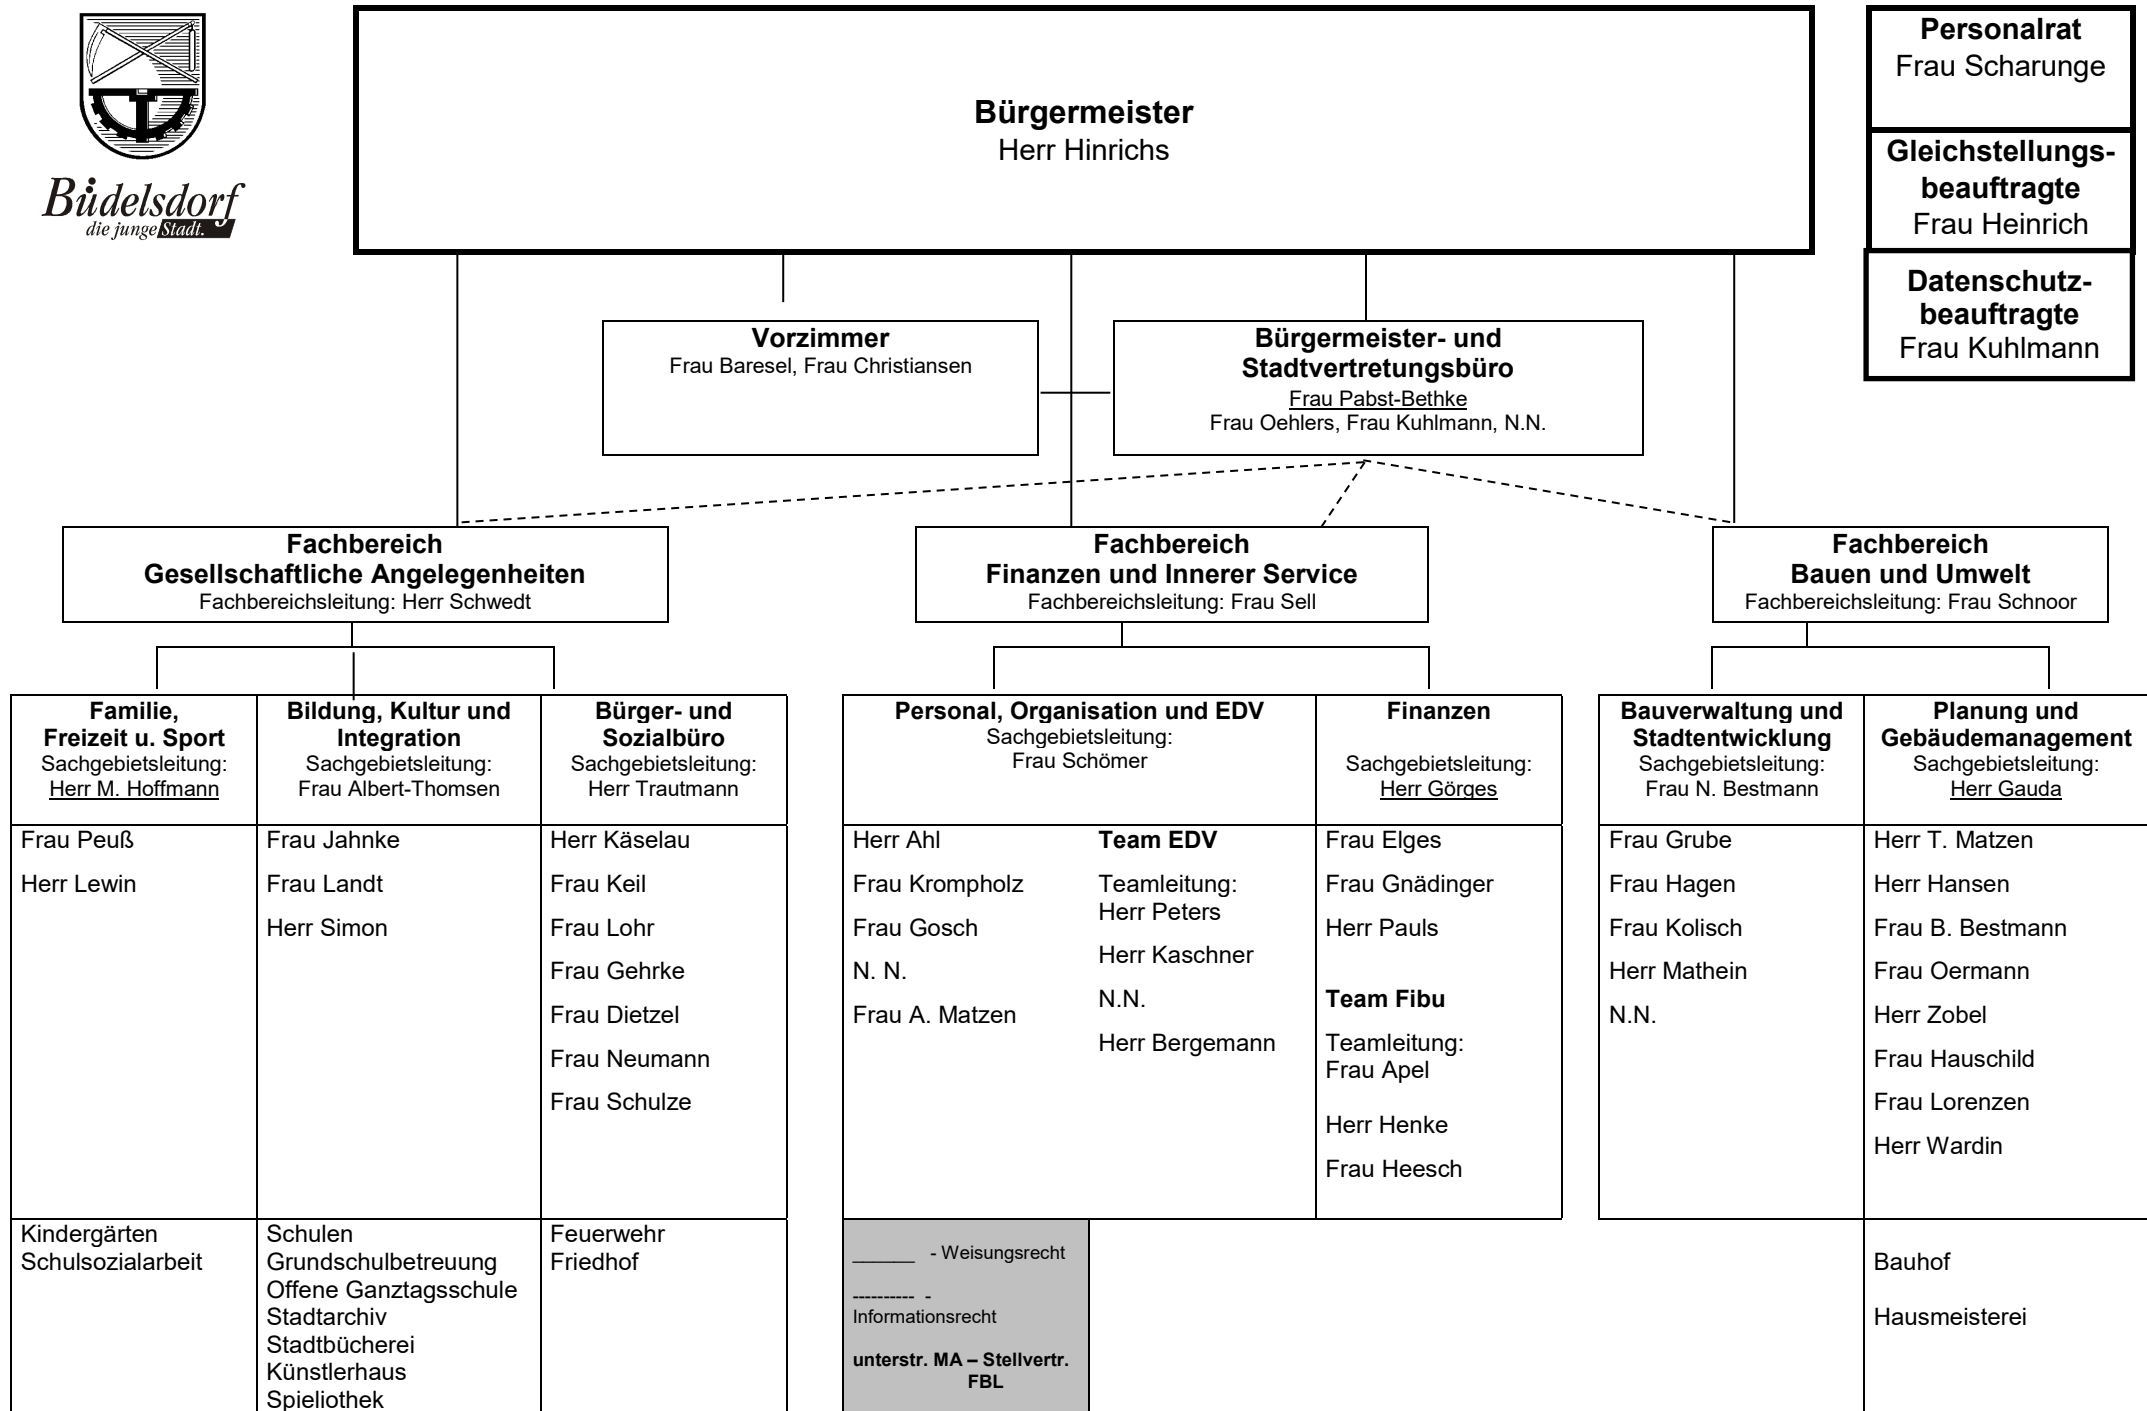 Büdelsdorf
die junge Stadt.
Bürgermeister
Herr Hinrichs
Personalrat
Frau Scharunge
Gleichstellungs-
beauftragte
Frau Heinrich
Datenschutz-
beauftragte
Frau Kuhlmann
Vorzimmer
Frau Baresel, Frau Christiansen
Bürgermeister- und
Stadtvertretungsbüro
Frau Pabst-Bethke
Frau Oehlers, Frau Kuhlmann, N.N.
Fachbereich
Gesellschaftliche Angelegenheiten
Fachbereichsleitung: Herr Schwedt
Fachbereich
Finanzen und Innerer Service
Fachbereichsleitung: Frau Sell
Fachbereich
Bauen und Umwelt
Fachbereichsleitung: Frau Schnoor
Familie,
Freizeit u. Sport
Sachgebietsleitung:
Herr M. Hoffmann
Frau Peuß
Herr Lewin
Kindergärten
Schulsozialarbeit
Bildung, Kultur und
Integration
Sachgebietsleitung:
Frau Albert-Thomsen
Frau Jahnke
Frau Landt
Herr Simon
Schulen
Grundschulbetreuung
Offene Ganztagsschule
Stadtarchiv
Stadtbücherei
Künstlerhaus
Spieliothek
Bürger- und
Sozialbüro
Sachgebietsleitung:
Herr Trautmann
Herr Käselau
Frau Keil
Frau Lohr
Frau Gehrke
Frau Dietzel
Frau Neumann
Frau Schulze
Feuerwehr
Friedhof
Personal, Organisation und EDV
Sachgebietsleitung:
Frau Schömer
Herr Ahl
Frau Krompholz
Frau Gosch
N. N.
Frau A. Matzen
Team EDV
Teamleitung:
Herr Peters
Herr Kaschner
N.N.
Herr Bergemann
Finanzen
Sachgebietsleitung:
Herr Görges
Frau Elges
Frau Gnädinger
Herr Pauls
Team Fibu
Teamleitung:
Frau Apel
Herr Henke
Frau Heesch
______ - Weisungsrecht
---------- -
Informationsrecht
unterstr. MA – Stellvertr.
FBL
Bauverwaltung und
Stadtentwicklung
Sachgebietsleitung:
Frau N. Bestmann
Frau Grube
Frau Hagen
Frau Kolisch
Herr Mathein
N.N.
Planung und
Gebäudemanagement
Sachgebietsleitung:
Herr Gauda
Herr T. Matzen
Herr Hansen
Frau B. Bestmann
Frau Oermann
Herr Zobel
Frau Hauschild
Frau Lorenzen
Herr Wardin
Bauhof
Hausmeisterei